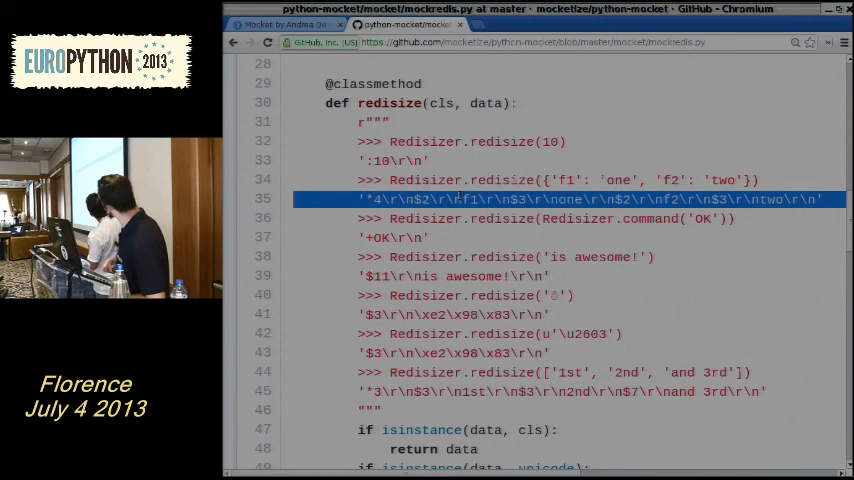 EUROPYTHON 2013
Florence
July 4 2013
python-mocket/mocket/mockredis.py at master · mocketize/python-mocket · GitHub - Chromium
Mocket by Andrea De
python-mocket/mocket
GitHub, Inc. [US]
https://github.com/mocketize/python-mocket/blob/master/mocket/mockredis.py
28
29 @classmethod
30 def redisize(cls, data):
31 r"""
32 >>> Redisizer.redisize(10)
33 ':10\r\n'
34 >>> Redisizer.redisize({'f1': 'one', 'f2': 'two'})
35 '*4\r\n$2\r\nf1\r\n$3\r\none\r\n$2\r\nf2\r\n$3\r\ntwo\r\n'
36 >>> Redisizer.redisize(Redisizer.command('OK'))
37 '+OK\r\n'
38 >>> Redisizer.redisize('is awesome!')
39 '$11\r\nis awesome!\r\n'
40 >>> Redisizer.redisize('☃')
41 '$3\r\n\xe2\x98\x83\r\n'
42 >>> Redisizer.redisize(u'\u2603')
43 '$3\r\n\xe2\x98\x83\r\n'
44 >>> Redisizer.redisize(['1st', '2nd', 'and 3rd'])
45 '*3\r\n$3\r\n1st\r\n$3\r\n2nd\r\n$7\r\nand 3rd\r\n'
46 """
47 if isinstance(data, cls):
48 return data
49 if isinstance(data, unicode):